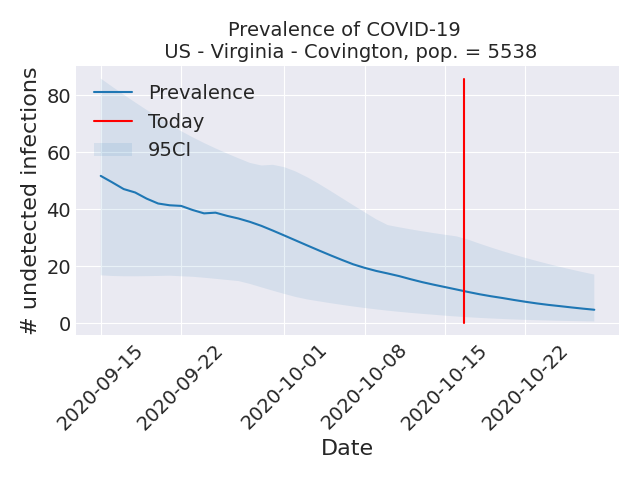 Prevalence of COVID-19
US - Virginia - Covington, pop. = 5538
# undetected infections
80
60
40
20
0
Prevalence
Today
95CI
2020-09-15
2020-09-22
2020-10-01
2020-10-08
2020-10-15
2020-10-22
Date